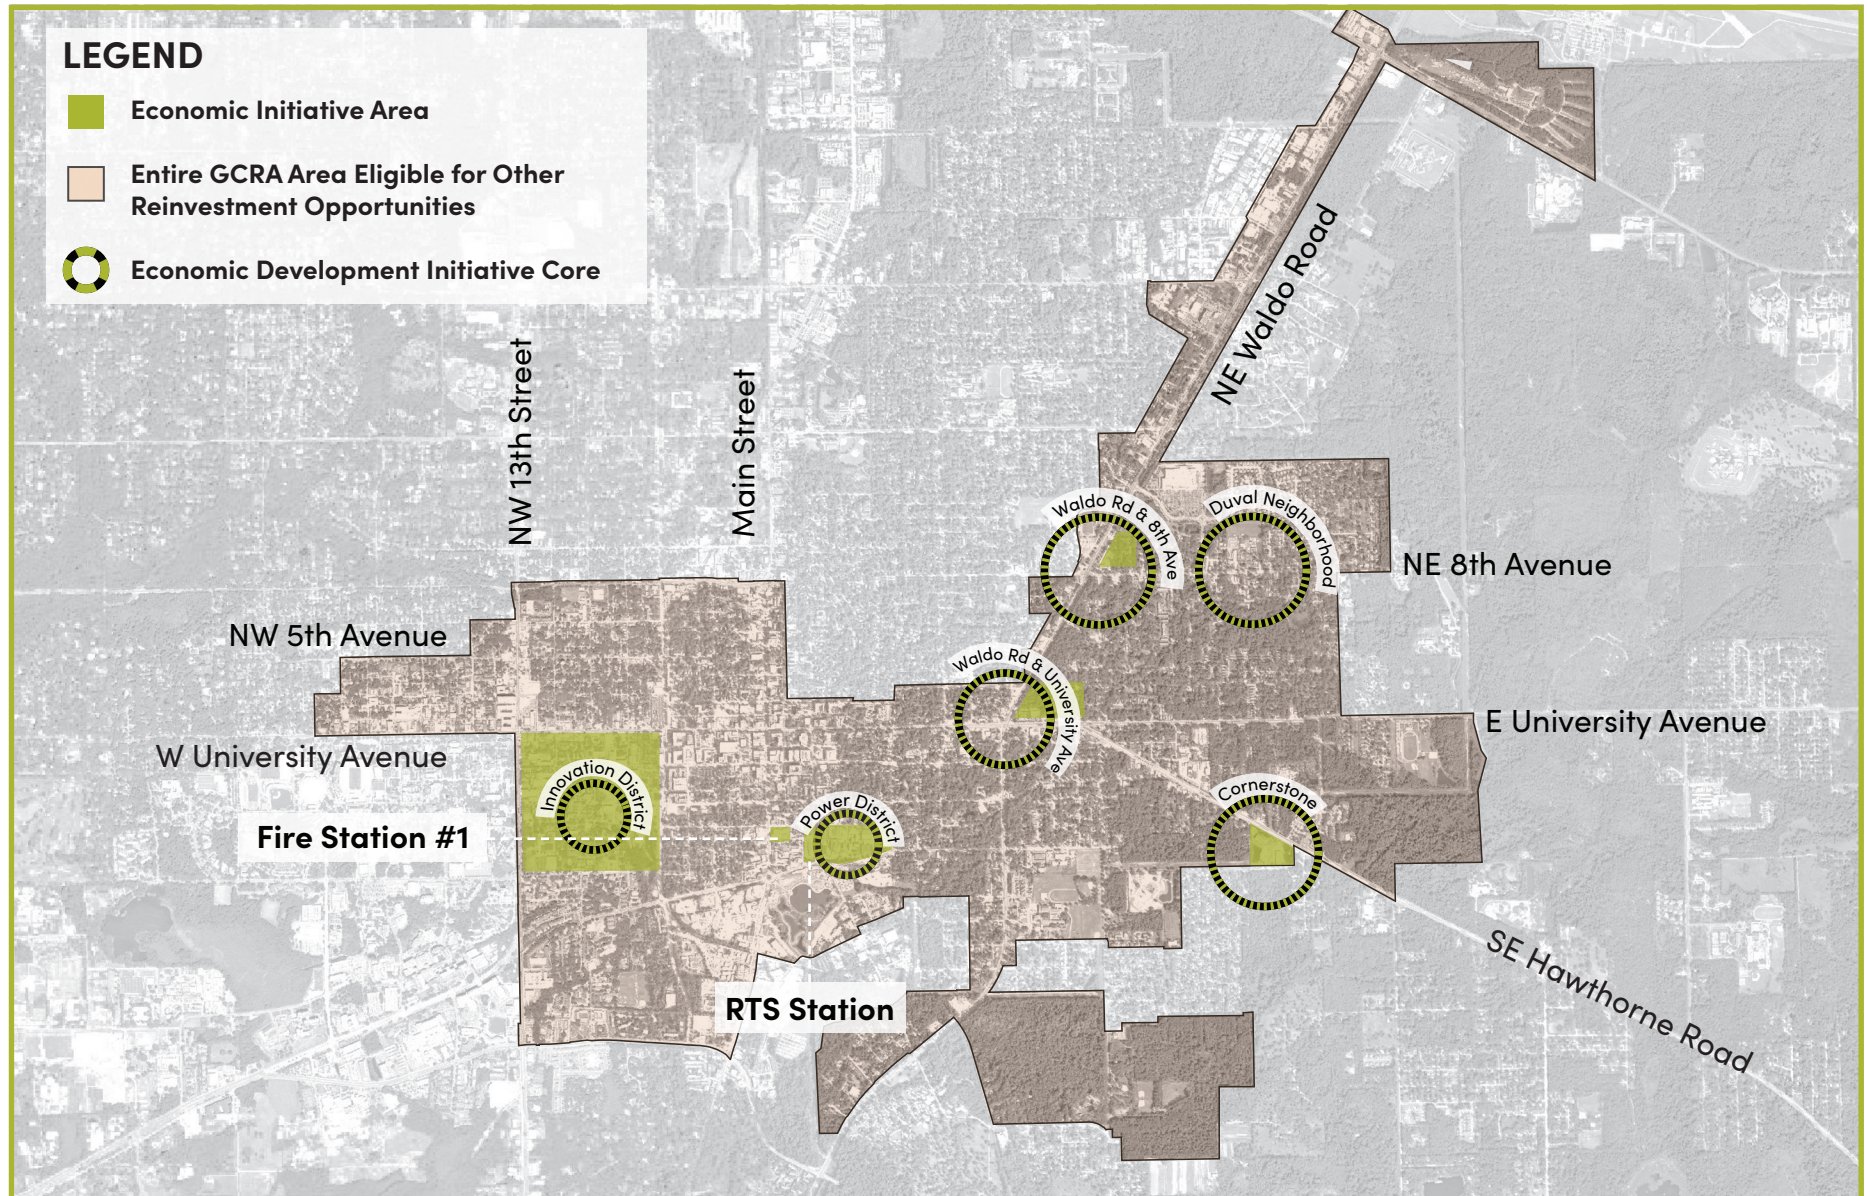 LEGEND
Economic Initiative Area
Entire GCRA Area Eligible for Other
Reinvestment Opportunities
Economic Development Initiative Core
NE Waldo Road
NW 13th Street
Main Street
Waldo Rd & 8th Ave
Duval Neighborhood
NE 8th Avenue
NW 5th Avenue
Waldo Rd & University Ave
E University Avenue
W University Avenue
Innovation District
Power District
Cornerstone
Fire Station #1
SE Hawthorne Road
RTS Station